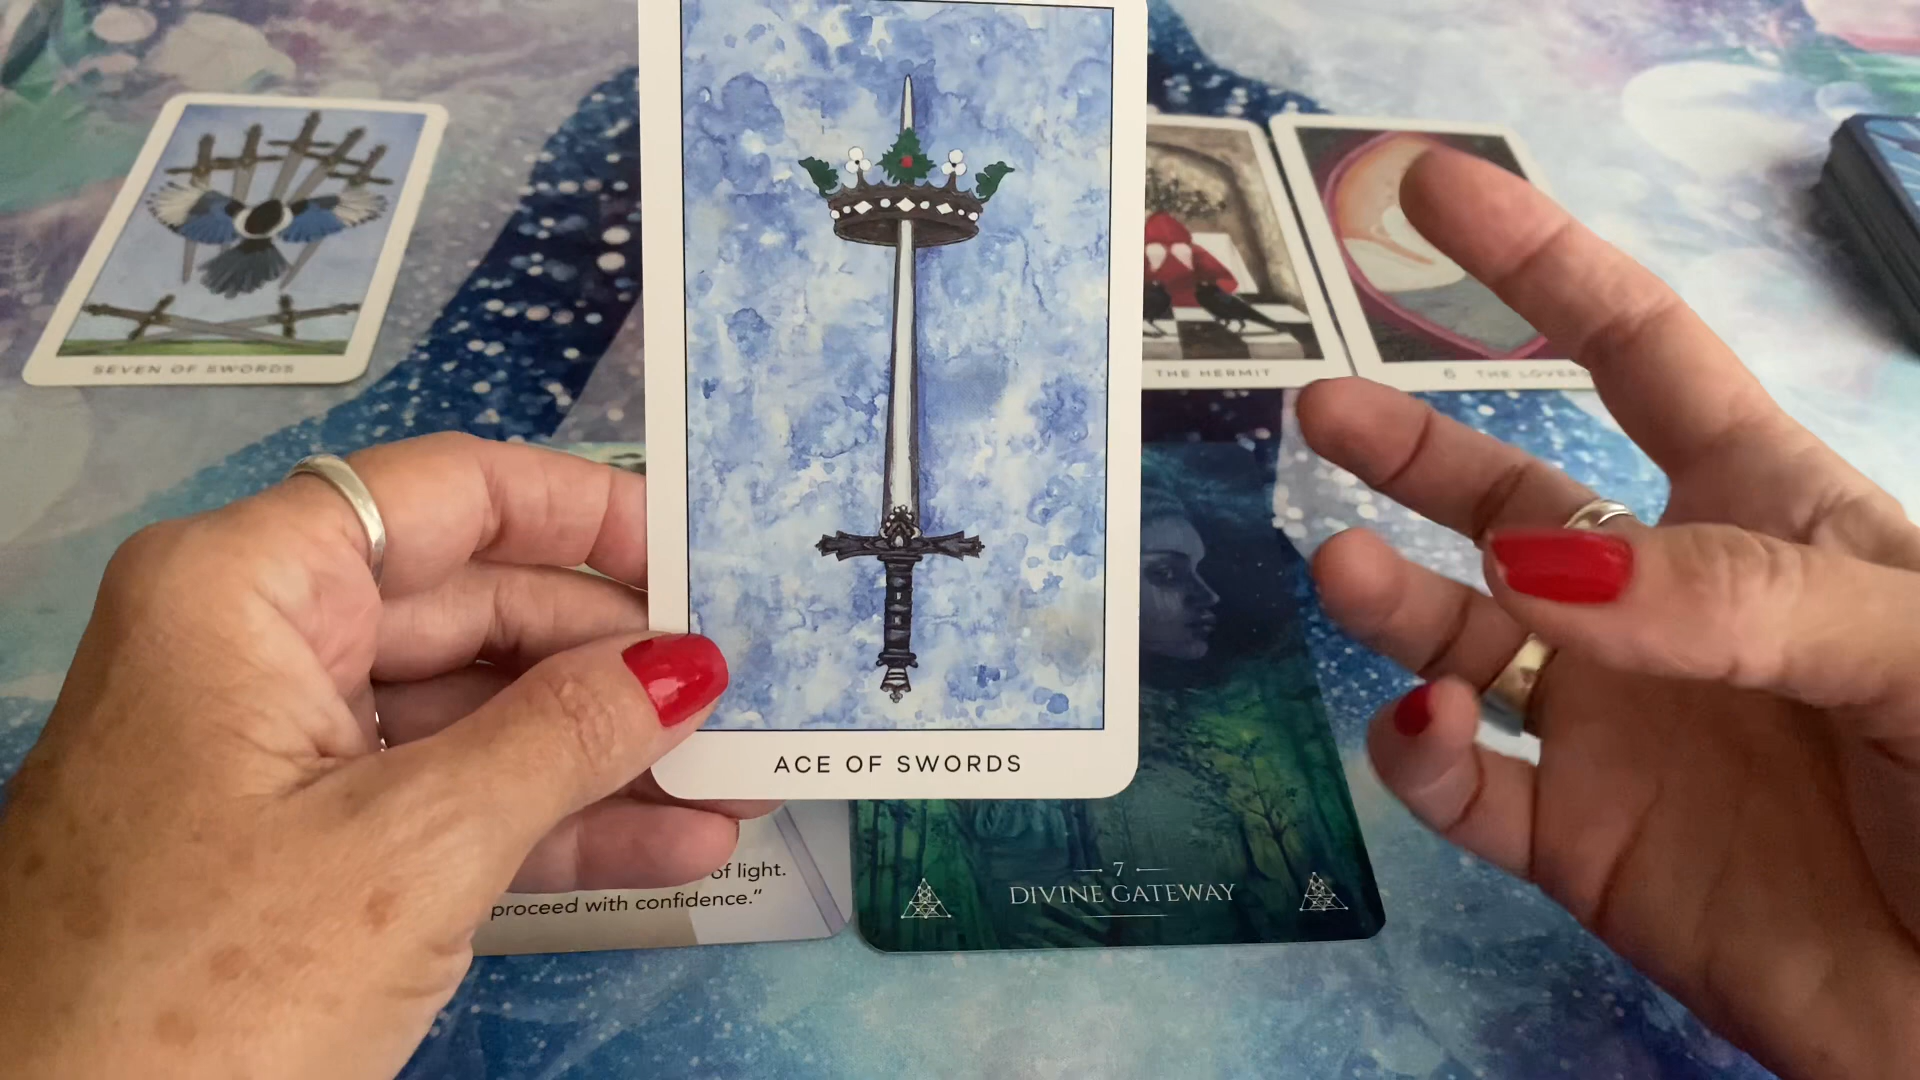 SEVEN OF SWORDS
THE HERMIT
6 THE LOVERS
ACE OF SWORDS
of light.
proceed with confidence."
7
DIVINE GATEWAY